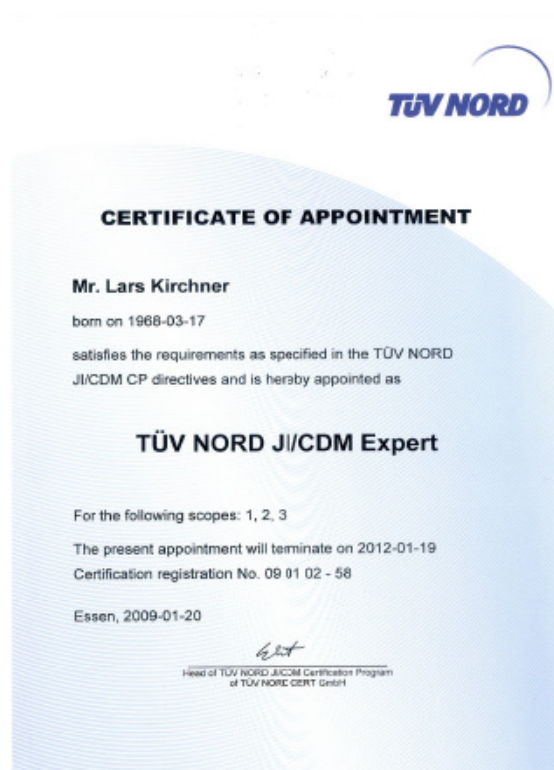 TÜV NORD
CERTIFICATE OF APPOINTMENT
Mr. Lars Kirchner
born on 1968-03-17
satisfies the requirements as specified in the TÜV NORD
JI/CDM CP directives and is hereby appointed as
TÜV NORD JI/CDM Expert
For the following scopes: 1, 2, 3
The present appointment will terminate on 2012-01-19
Certification registration No. 09 01 02 - 58
Essen, 2009-01-20
Head of TÜV NORD JI/CDM Certification Program
of TÜV NORD CERT GmbH